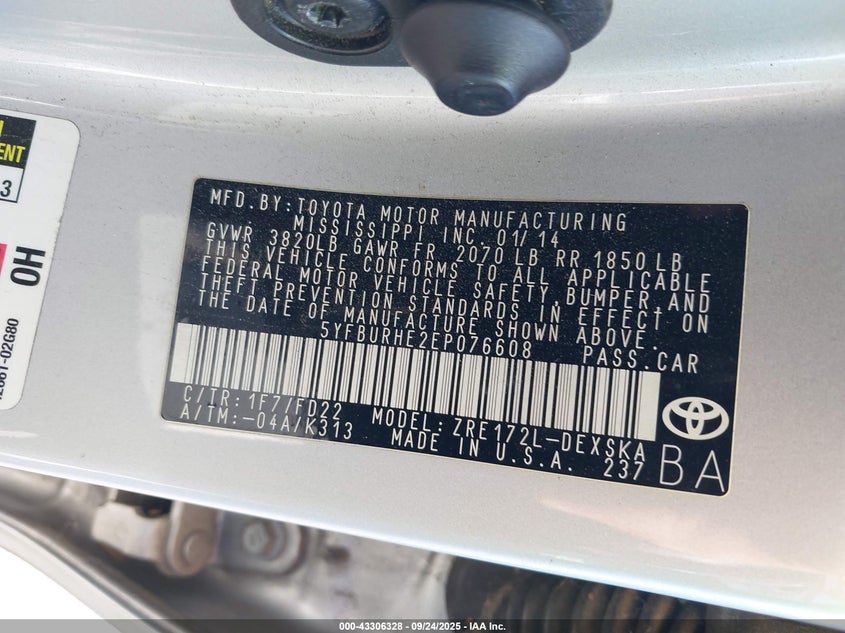 MFD.BY:TOYOTA MOTOR MANUFACTURING
MISSISSIPPI INC. 01/14
GVWR 3820LB GAWR FR 2070 LB RR 1850LB
THIS VEHICLE CONFORMS TO ALL APPLICABLE
FEDERAL MOTOR VEHICLE SAFETY,BUMPER,AND
THEFT PREVENTION STANDARDS IN EFFECT ON
THE DATE OF MANUFACTURE SHOWN ABOVE.
5YFBURHE2EP076608 PASS.CAR
C/TR:1F7/FD22 MODEL:ZRE172L-DEXSKA
A/TM:-04A/K313 MADE IN U.S.A. 237
BA
3
OH
000-43306328 - 09/24/2025 - IAA Inc.